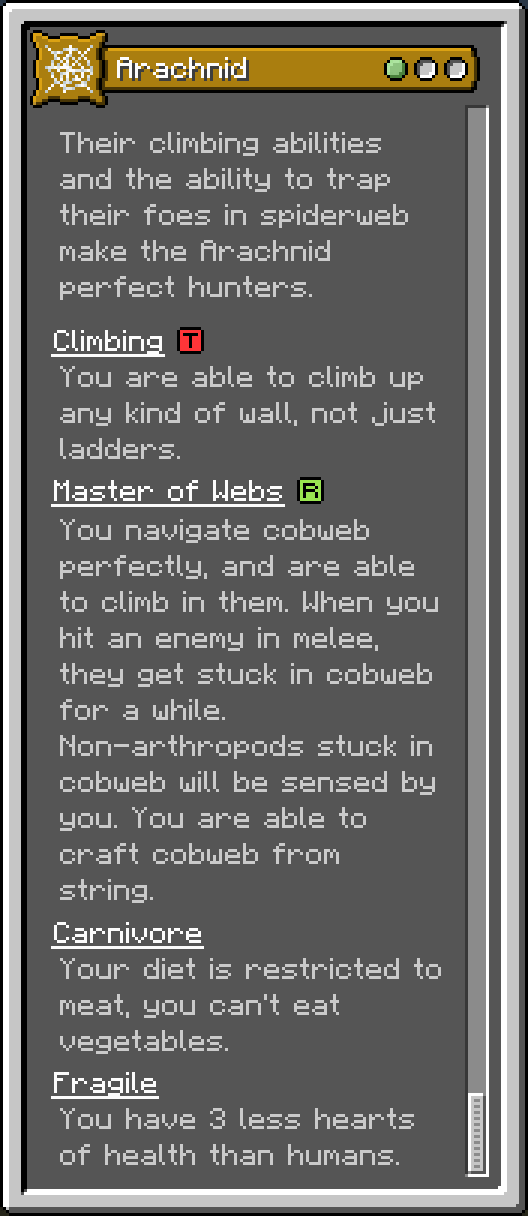 Arachnid
Their climbing abilities
and the ability to trap
their foes in spiderweb
make the Arachnid
perfect hunters.
Climbing T
You are able to climb up
any kind of wall, not just
ladders.
Master of Webs R
You navigate cobweb
perfectly, and are able
to climb in them. When you
hit an enemy in melee,
they get stuck in cobweb
for a while.
Non-arthropods stuck in
cobweb will be sensed by
you. You are able to
craft cobweb from
string.
Carnivore
Your diet is restricted to
meat, you can't eat
vegetables.
Fragile
You have 3 less hearts
of health than humans.